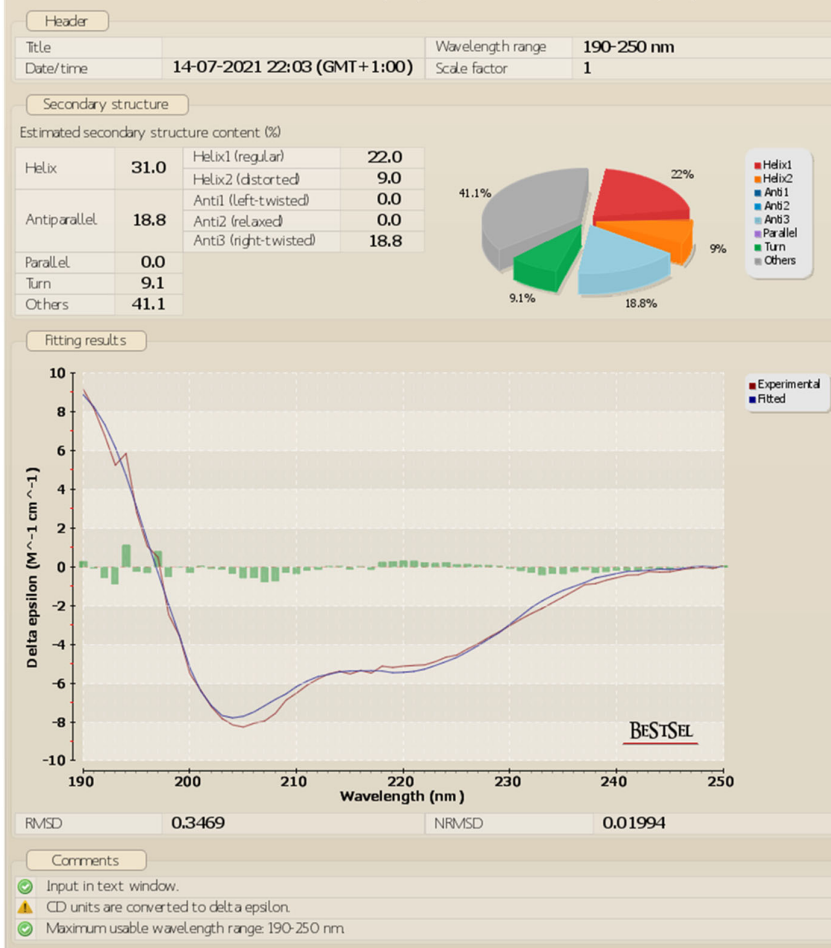 Header
Title
Wavelength range 190-250 nm
Date/time 14-07-2021 22:03 (GMT+1:00) Scale factor 1
Secondary structure
Estimated secondary structure content (%)
Helix 31.0
Helix1 (regular) 22.0
Helix2 (distorted) 9.0
Antiparallel 18.8
Anti1 (left-twisted) 0.0
Anti2 (relaxed) 0.0
Anti3 (right-twisted) 18.8
Parallel 0.0
Turn 9.1
Others 41.1
41.1%
22%
9%
18.8%
9.1%
Helix1
Helix2
Anti1
Anti2
Anti3
Parallel
Turn
Others
Fitting results
Delta epsilon (M^-1 cm^-1)
10
8
6
4
2
0
-2
-4
-6
-8
-10
190 200 210 220 230 240 250
Wavelength (nm)
BESTSEL
Experimental
Fitted
RMSD 0.3469 NRMSD 0.01994
Comments
Input in text window.
CD units are converted to delta epsilon.
Maximum usable wavelength range: 190-250 nm.